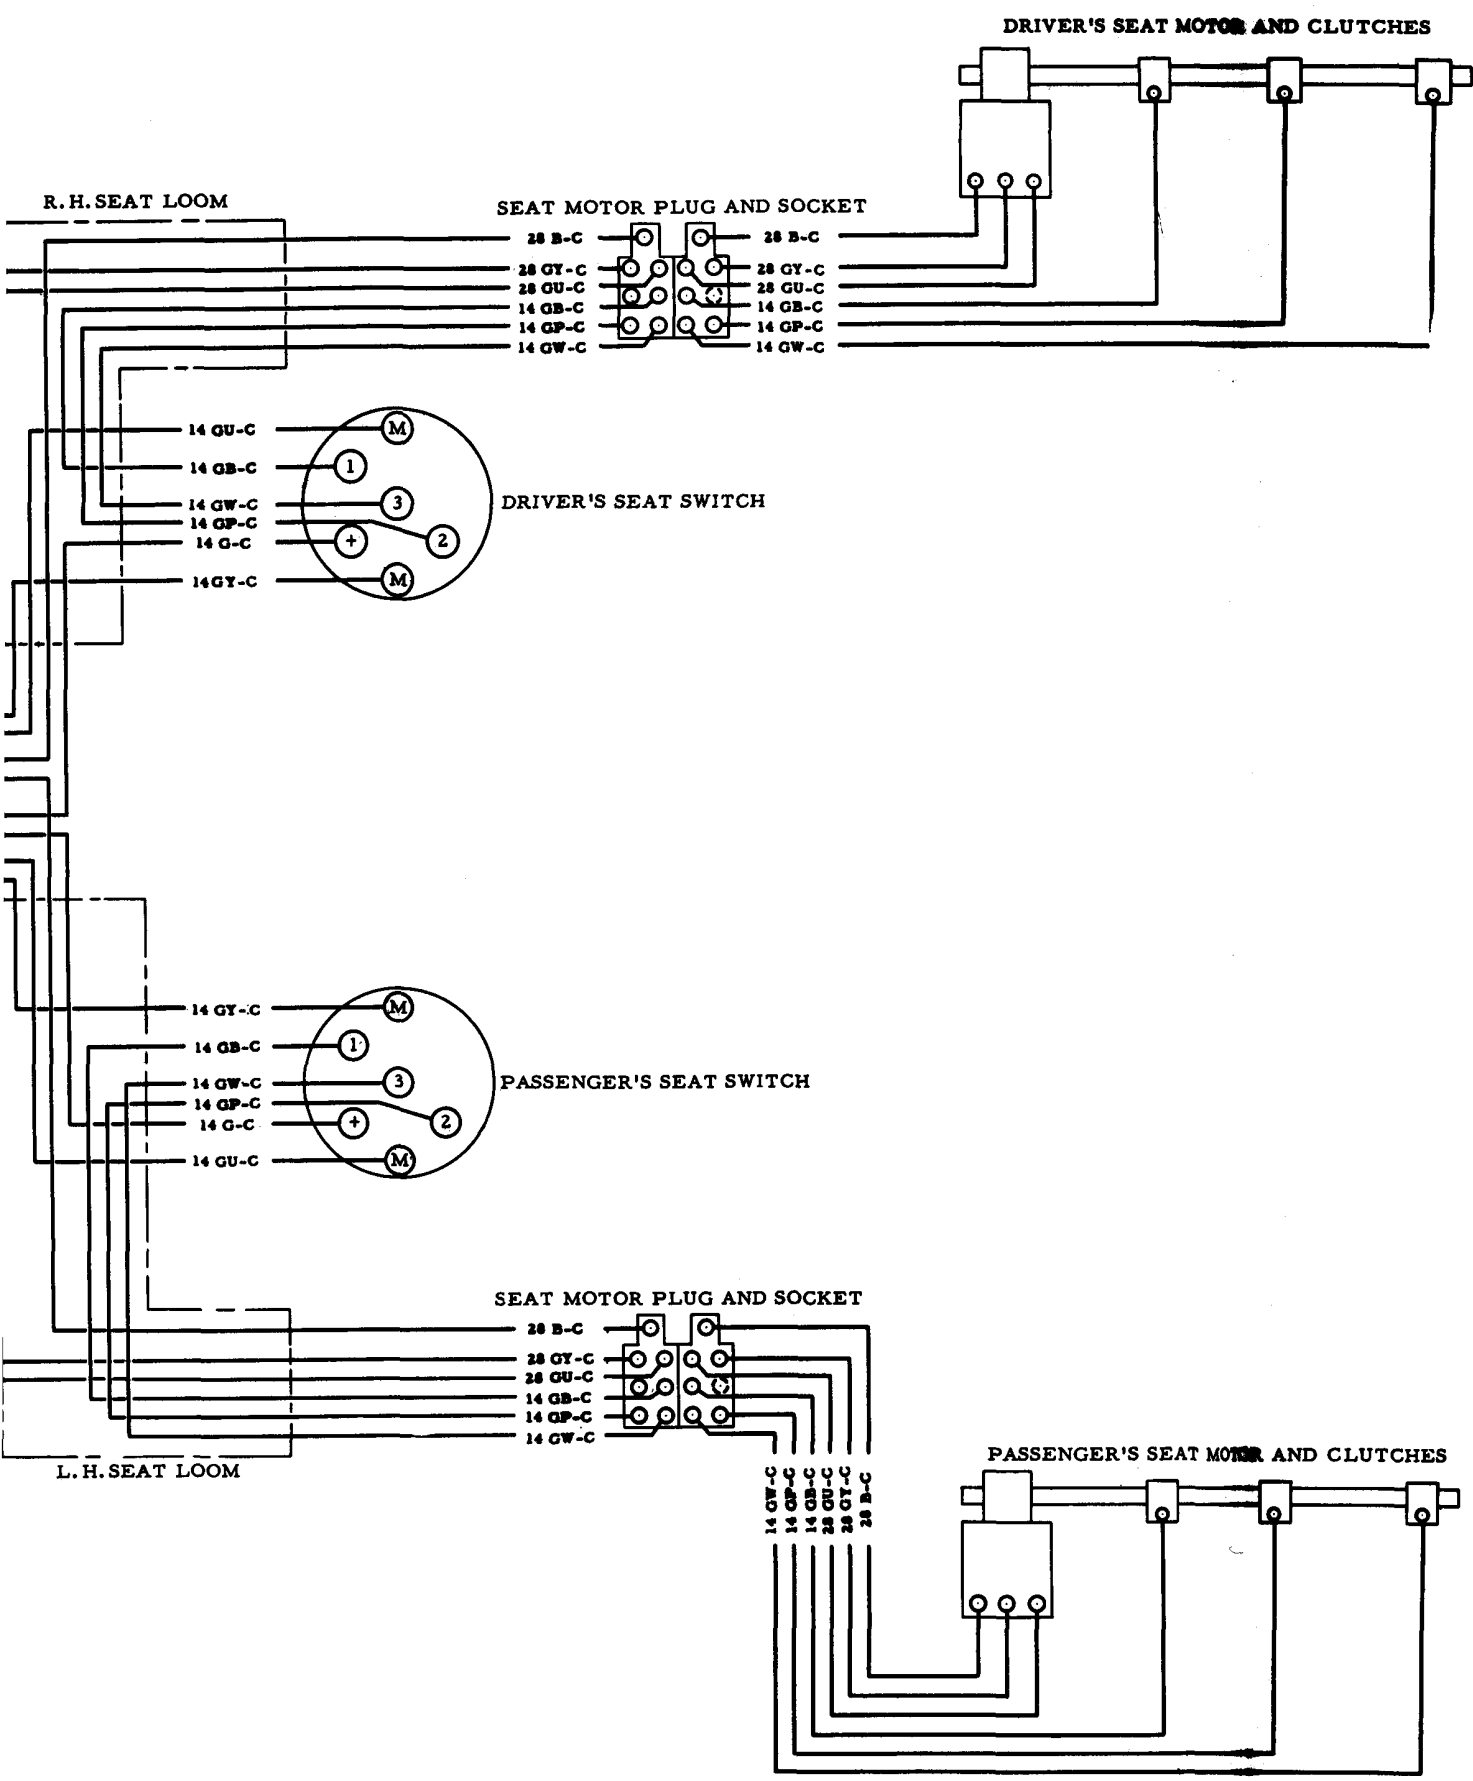 DRIVER'S SEAT MOTOR AND CLUTCHES
R.H. SEAT LOOM
SEAT MOTOR PLUG AND SOCKET
28 B-C 28 B-C
28 GY-C 28 GY-C
28 GU-C 28 GU-C
14 GB-C 14 GB-C
14 GP-C 14 GP-C
14 GW-C 14 GW-C
14 GU-C M
14 GB-C 1
14 GW-C 3
DRIVER'S SEAT SWITCH
14 GP-C
14 G-C + 2
14GY-C M
14 GY-C M
14 GB-C 1
14 GW-C 3
PASSENGER'S SEAT SWITCH
14 GP-C
14 G-C + 2
14 GU-C M
SEAT MOTOR PLUG AND SOCKET
28 B-C
28 GY-C
28 GU-C
14 GB-C
14 GP-C
14 GW-C
L.H. SEAT LOOM
14 GW-C
14 GP-C
14 GB-C
28 GU-C
28 GY-C
28 B-C
PASSENGER'S SEAT MOTOR AND CLUTCHES